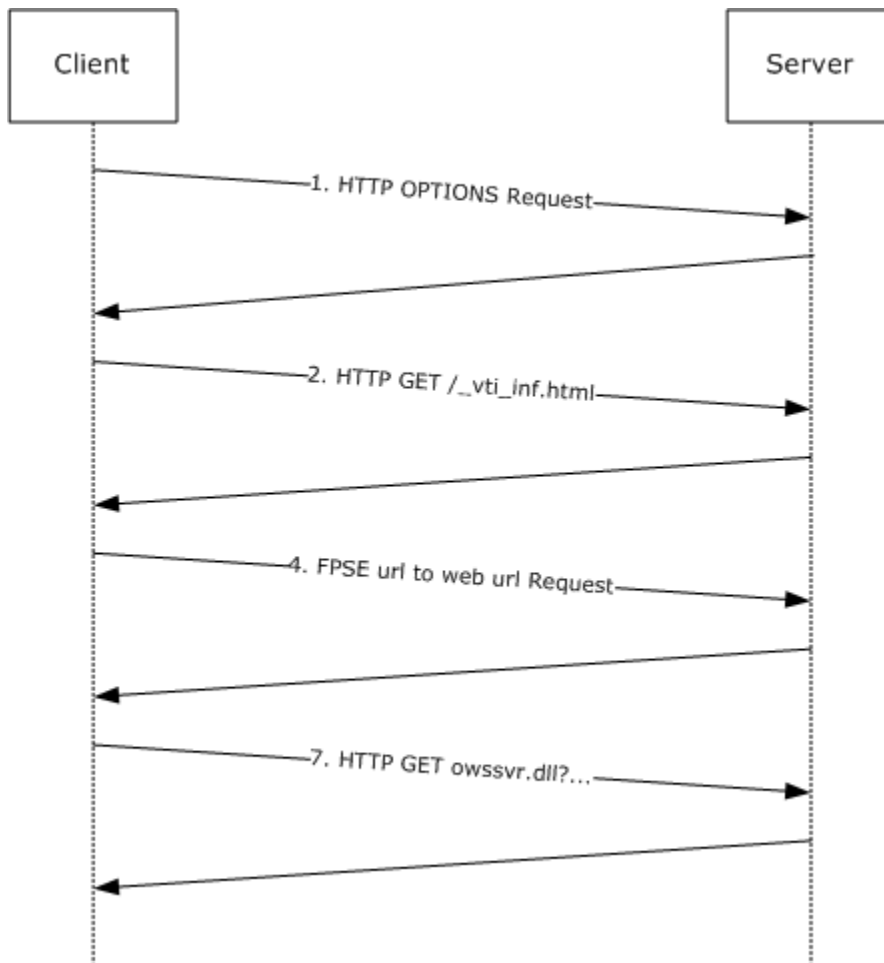 Client
Server
1. HTTP OPTIONS Request
2. HTTP GET /_vti_inf.html
4. FPSE url to web url Request
7. HTTP GET owssvr.dll?...